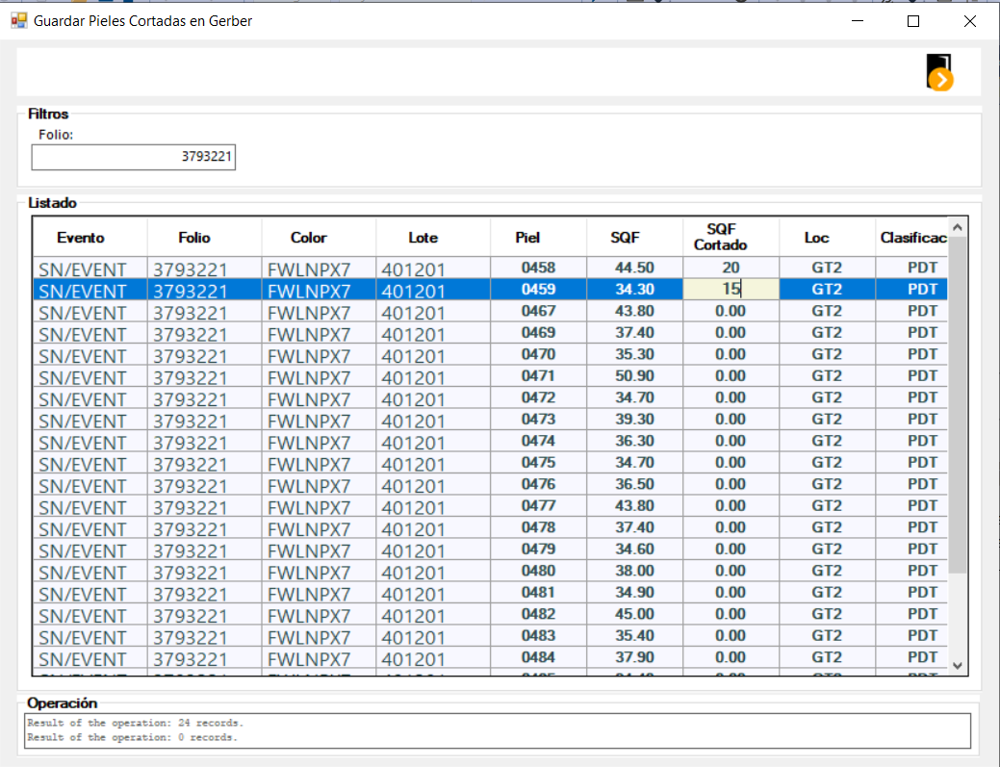 Guardar Pieles Cortadas en Gerber
Filtros
Folio:
3793221
Listado
Evento Folio Color Lote Piel SQF SQF Cortado Loc Clasificac
SN/EVENT 3793221 FWLNPX7 401201 0458 44.50 20 GT2 PDT
SN/EVENT 3793221 FWLNPX7 401201 0459 34.30 15 GT2 PDT
SN/EVENT 3793221 FWLNPX7 401201 0467 43.80 0.00 GT2 PDT
SN/EVENT 3793221 FWLNPX7 401201 0469 37.40 0.00 GT2 PDT
SN/EVENT 3793221 FWLNPX7 401201 0470 35.30 0.00 GT2 PDT
SN/EVENT 3793221 FWLNPX7 401201 0471 50.90 0.00 GT2 PDT
SN/EVENT 3793221 FWLNPX7 401201 0472 34.70 0.00 GT2 PDT
SN/EVENT 3793221 FWLNPX7 401201 0473 39.30 0.00 GT2 PDT
SN/EVENT 3793221 FWLNPX7 401201 0474 36.30 0.00 GT2 PDT
SN/EVENT 3793221 FWLNPX7 401201 0475 34.70 0.00 GT2 PDT
SN/EVENT 3793221 FWLNPX7 401201 0476 36.50 0.00 GT2 PDT
SN/EVENT 3793221 FWLNPX7 401201 0477 43.80 0.00 GT2 PDT
SN/EVENT 3793221 FWLNPX7 401201 0478 37.40 0.00 GT2 PDT
SN/EVENT 3793221 FWLNPX7 401201 0479 34.60 0.00 GT2 PDT
SN/EVENT 3793221 FWLNPX7 401201 0480 38.00 0.00 GT2 PDT
SN/EVENT 3793221 FWLNPX7 401201 0481 34.90 0.00 GT2 PDT
SN/EVENT 3793221 FWLNPX7 401201 0482 45.00 0.00 GT2 PDT
SN/EVENT 3793221 FWLNPX7 401201 0483 35.40 0.00 GT2 PDT
SN/EVENT 3793221 FWLNPX7 401201 0484 37.90 0.00 GT2 PDT
Operación
Result of the operation: 24 records.
Result of the operation: 0 records.